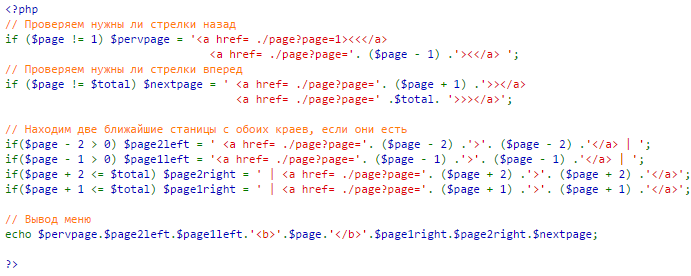 <?php
// Проверяем нужны ли стрелки назад
if ($page != 1) $pervpage = '<a href= ./page?page=1><<</a>
<a href= ./page?page='. ($page - 1) .'><</a> ';
// Проверяем нужны ли стрелки вперед
if ($page != $total) $nextpage = ' <a href= ./page?page='. ($page + 1) .'>></a>
<a href= ./page?page=' .$total. '>>></a>';
// Находим две ближайшие станицы с обоих краев, если они есть
if($page - 2 > 0) $page2left = ' <a href= ./page?page='. ($page - 2) .'>'. ($page - 2) .'</a> | ';
if($page - 1 > 0) $page1left = '<a href= ./page?page='. ($page - 1) .'>'. ($page - 1) .'</a> | ';
if($page + 2 <= $total) $page2right = ' | <a href= ./page?page='. ($page + 2) .'>'. ($page + 2) .'</a>';
if($page + 1 <= $total) $page1right = ' | <a href= ./page?page='. ($page + 1) .'>'. ($page + 1) .'</a>';
// Вывод меню
echo $pervpage.$page2left.$page1left.'<b>'.$page.'</b>'.$page1right.$page2right.$nextpage;
?>